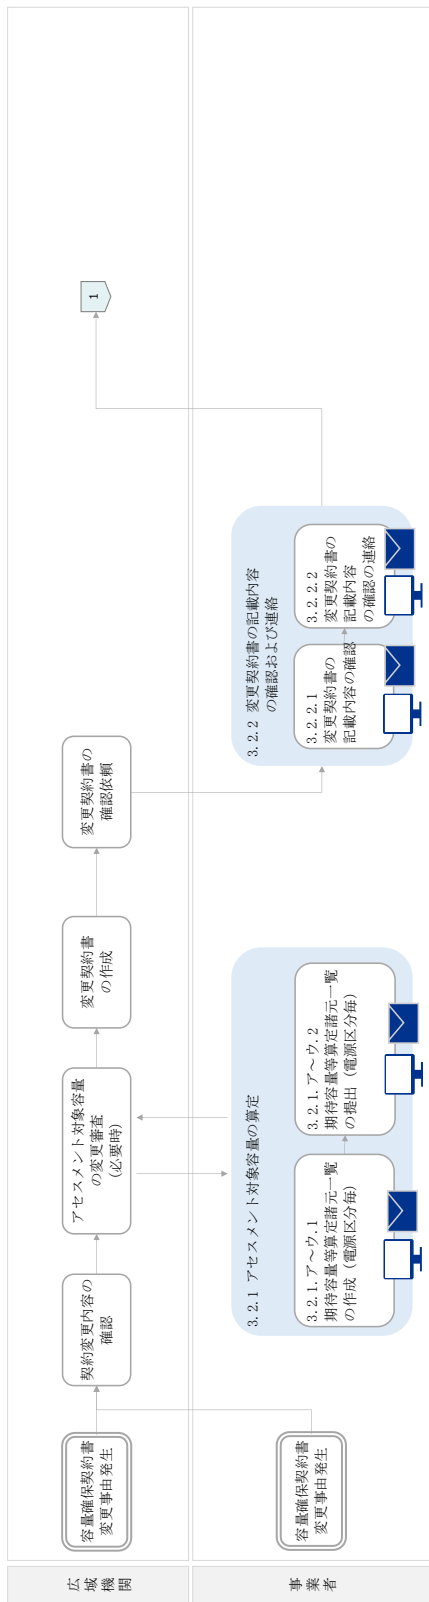 広域機関
容量確保契約書
変更事由発生
契約変更内容の
確認
アセスメント対象容量
の変更審査
(必要時)
変更契約書
の作成
変更契約書の
確認依頼
1
事業者
容量確保契約書
変更事由発生
3.2.1 アセスメント対象容量の算定
3.2.1.ア～ウ.1
期待容量等算定諸元一覧
の作成（電源区分毎）
3.2.1.ア～ウ.2
期待容量等算定諸元一覧
の提出（電源区分毎）
3.2.2 変更契約書の記載内容
の確認および連絡
3.2.2.1
変更契約書の
記載内容の確認
3.2.2.2
変更契約書の
記載内容
の確認の連絡